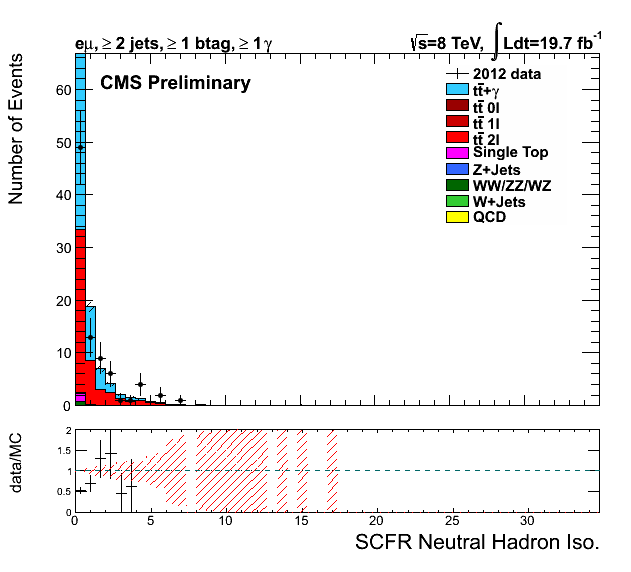 eμ, ≥ 2 jets, ≥ 1 btag, ≥ 1 γ
√s=8 TeV, ∫ Ldt=19.7 fb⁻¹
CMS Preliminary
2012 data
tt̄+γ
tt̄ 0l
tt̄ 1l
tt̄ 2l
Single Top
Z+Jets
WW/ZZ/WZ
W+Jets
QCD
Number of Events
60
50
40
30
20
10
0
data/MC
2
1.5
1
0.5
0
0 5 10 15 20 25 30
SCFR Neutral Hadron Iso.